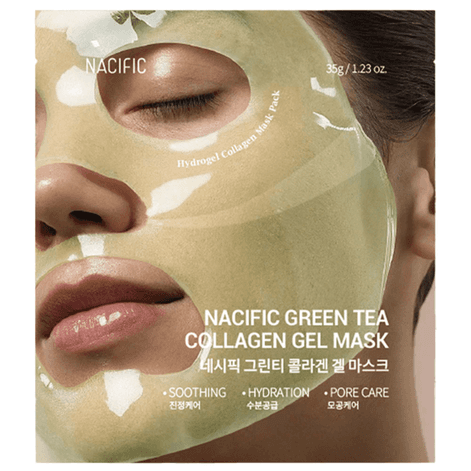 NACIFIC
35g / 1.23 oz.
Hydrogel Collagen Mask Pack
NACIFIC GREEN TEA
COLLAGEN GEL MASK
네시픽 그린티 콜라겐 겔 마스크
• SOOTHING • HYDRATION • PORE CARE
진정케어 수분공급 모공케어